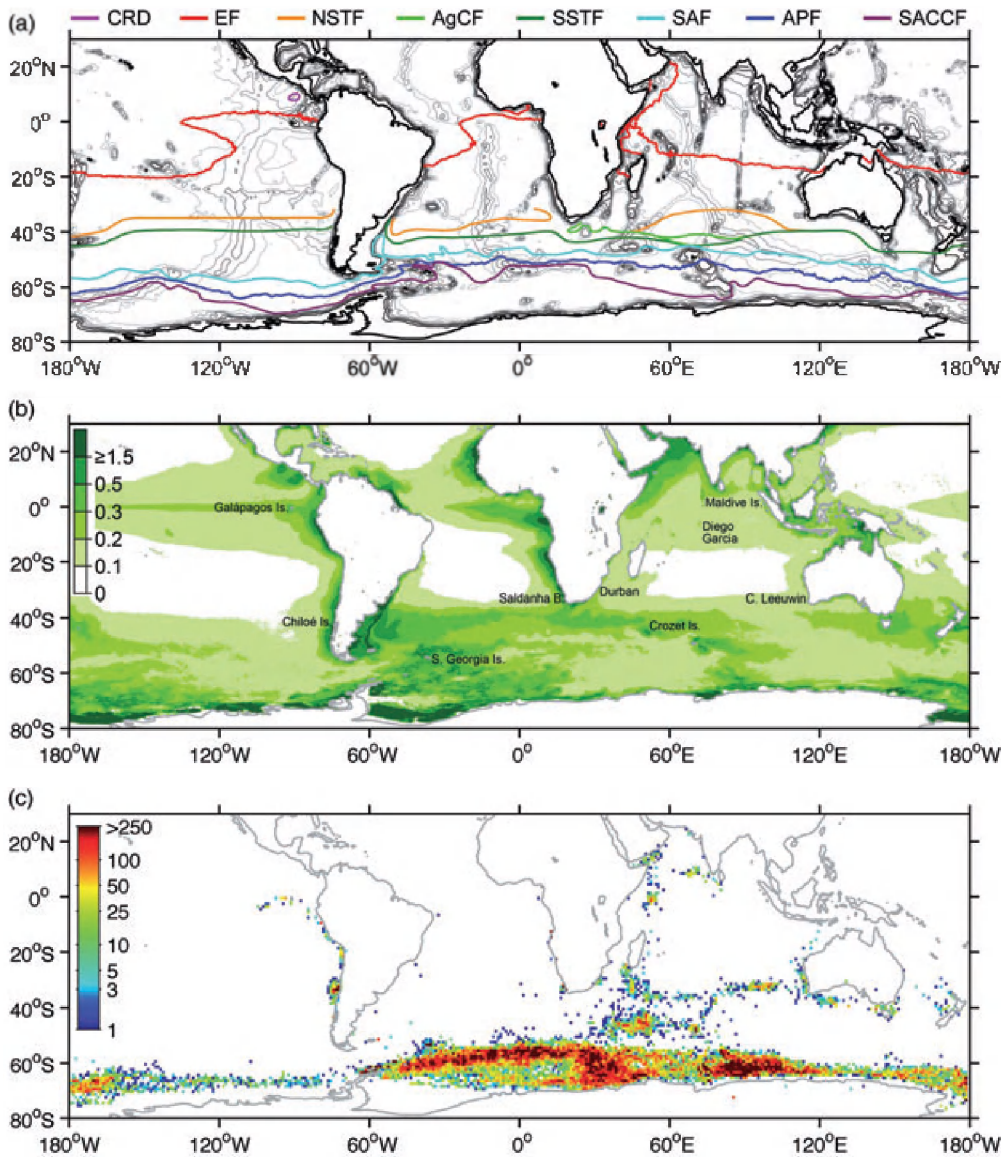 (a) CRD EF NSTF AgCF SSTF SAF APF SACCF
20°N
0°
20°S
40°S
60°S
80°S
180°W 120°W 60°W 0° 60°E 120°E 180°W
(b)
≥1.5
0.5
0.3
0.2
0.1
0
20°N
0°
20°S
40°S
60°S
80°S
Galápagos Is.
Maldive Is.
Diego
Garcia
Saldanha B.
Durban
C. Leeuwin
Chiloé Is.
Crozet Is.
S. Georgia Is.
180°W 120°W 60°W 0° 60°E 120°E 180°W
(c)
>250
100
50
25
10
5
3
1
20°N
0°
20°S
40°S
60°S
80°S
180°W 120°W 60°W 0° 60°E 120°E 180°W